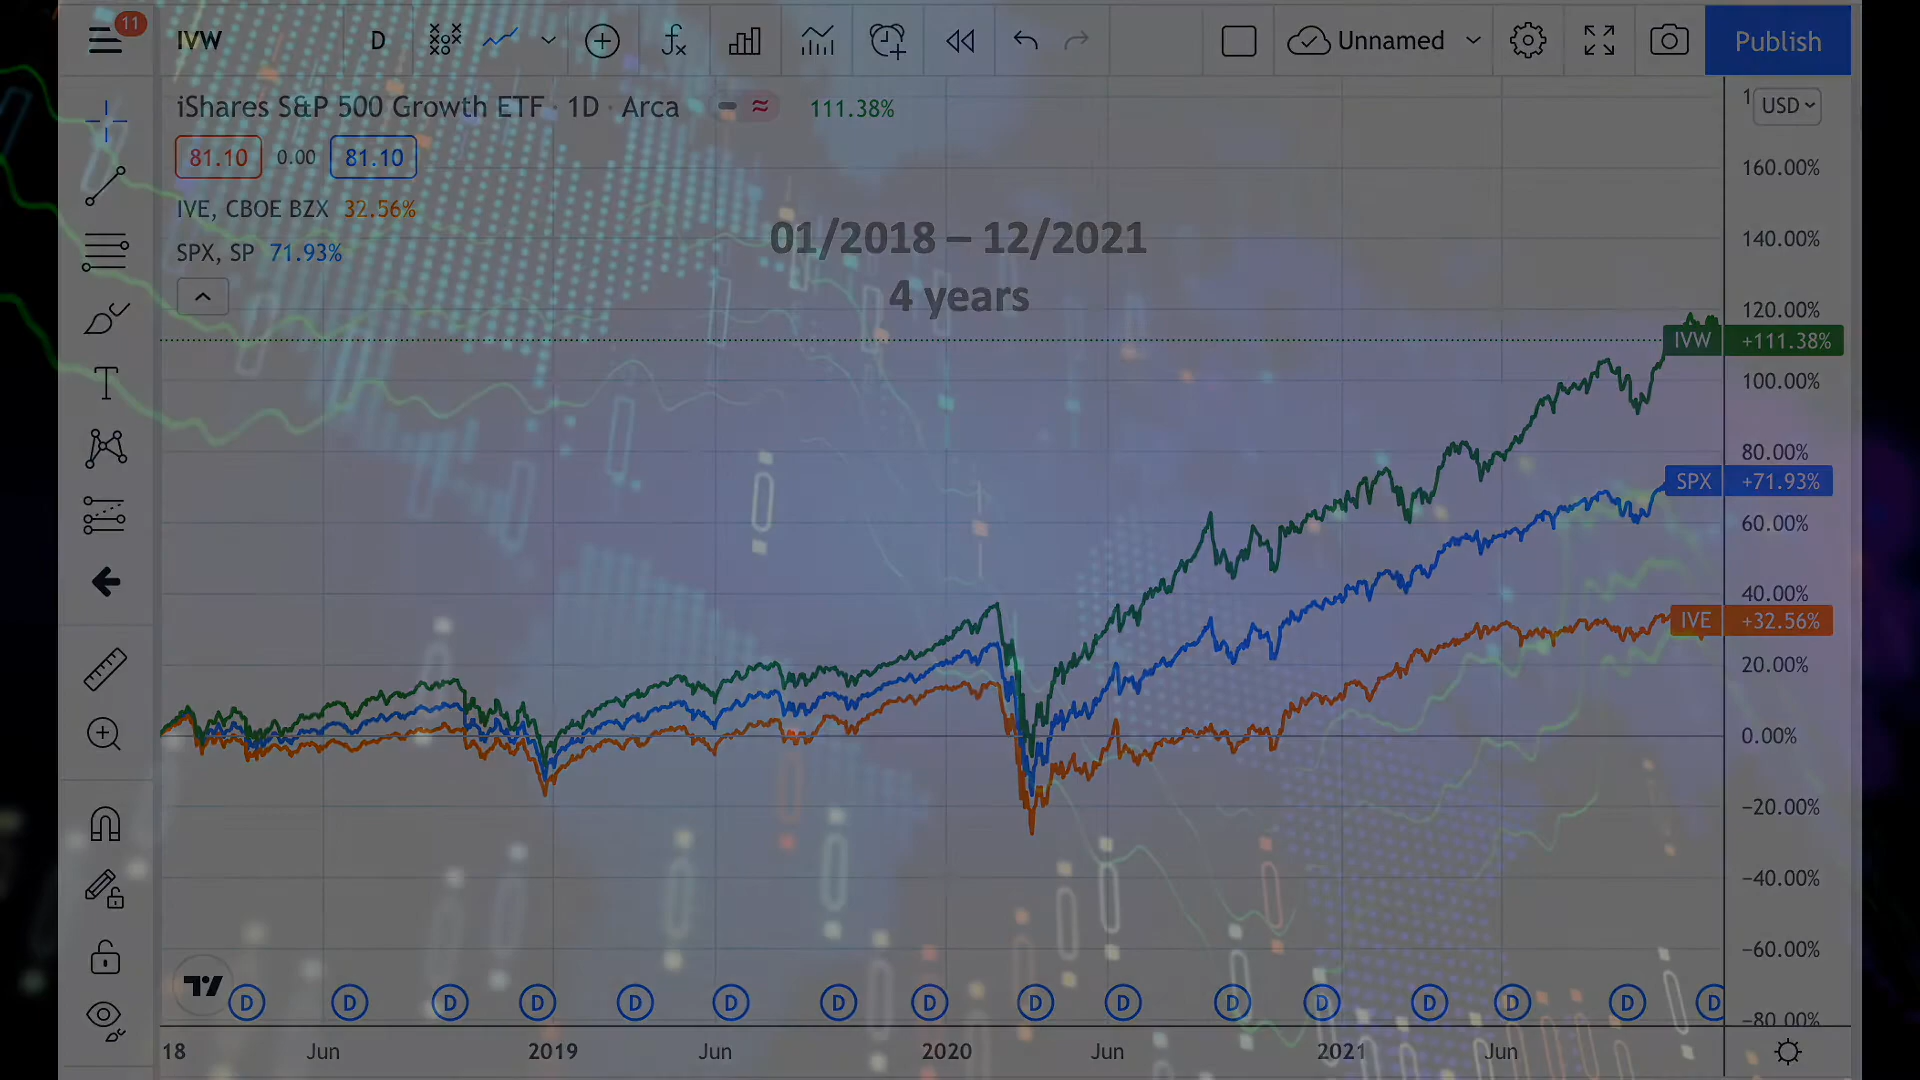 11
IVW
D
fx
Unnamed
Publish
iShares S&P 500 Growth ETF · 1D · Arca
111.38%
USD
81.10 0.00 81.10
IVE, CBOE BZX 32.56%
SPX, SP 71.93%
01/2018 – 12/2021
4 years
160.00%
140.00%
120.00%
IVW +111.38%
100.00%
80.00%
SPX +71.93%
60.00%
40.00%
IVE +32.56%
20.00%
0.00%
−20.00%
−40.00%
−60.00%
−80.00%
D D D D D D D D D D D D D D D D
18 Jun 2019 Jun 2020 Jun 2021 Jun